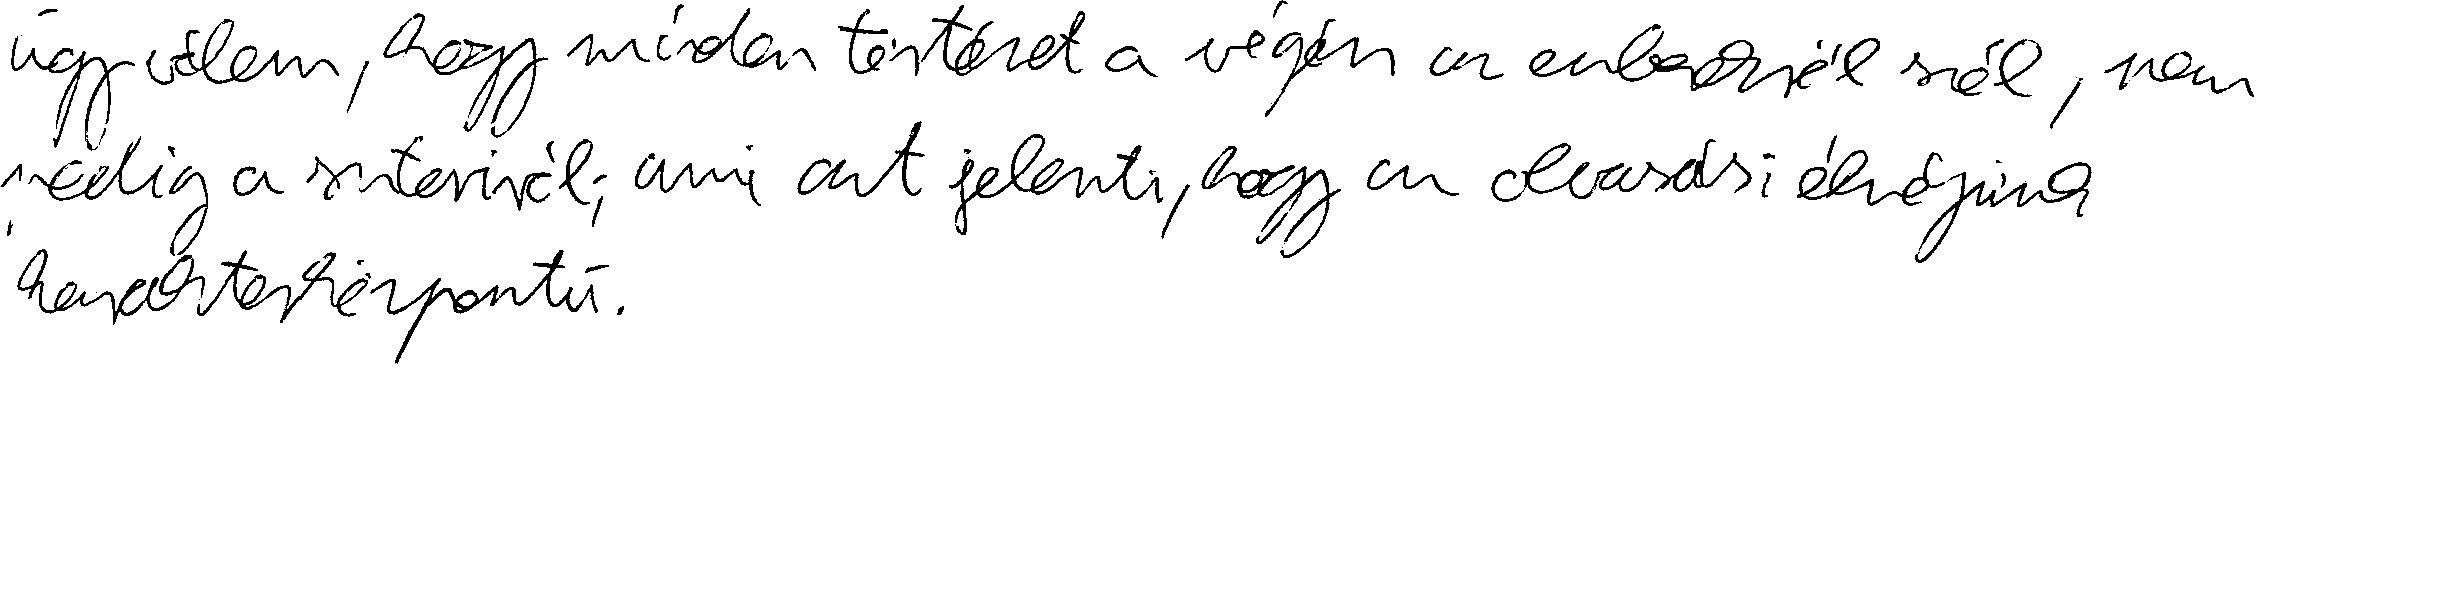 úgy vélem, hogy minden történet a végén az emberekről szól, nem
pedig a sztoriról; ami azt jelenti, hogy az olvasási élményünk
karakterközpontú.